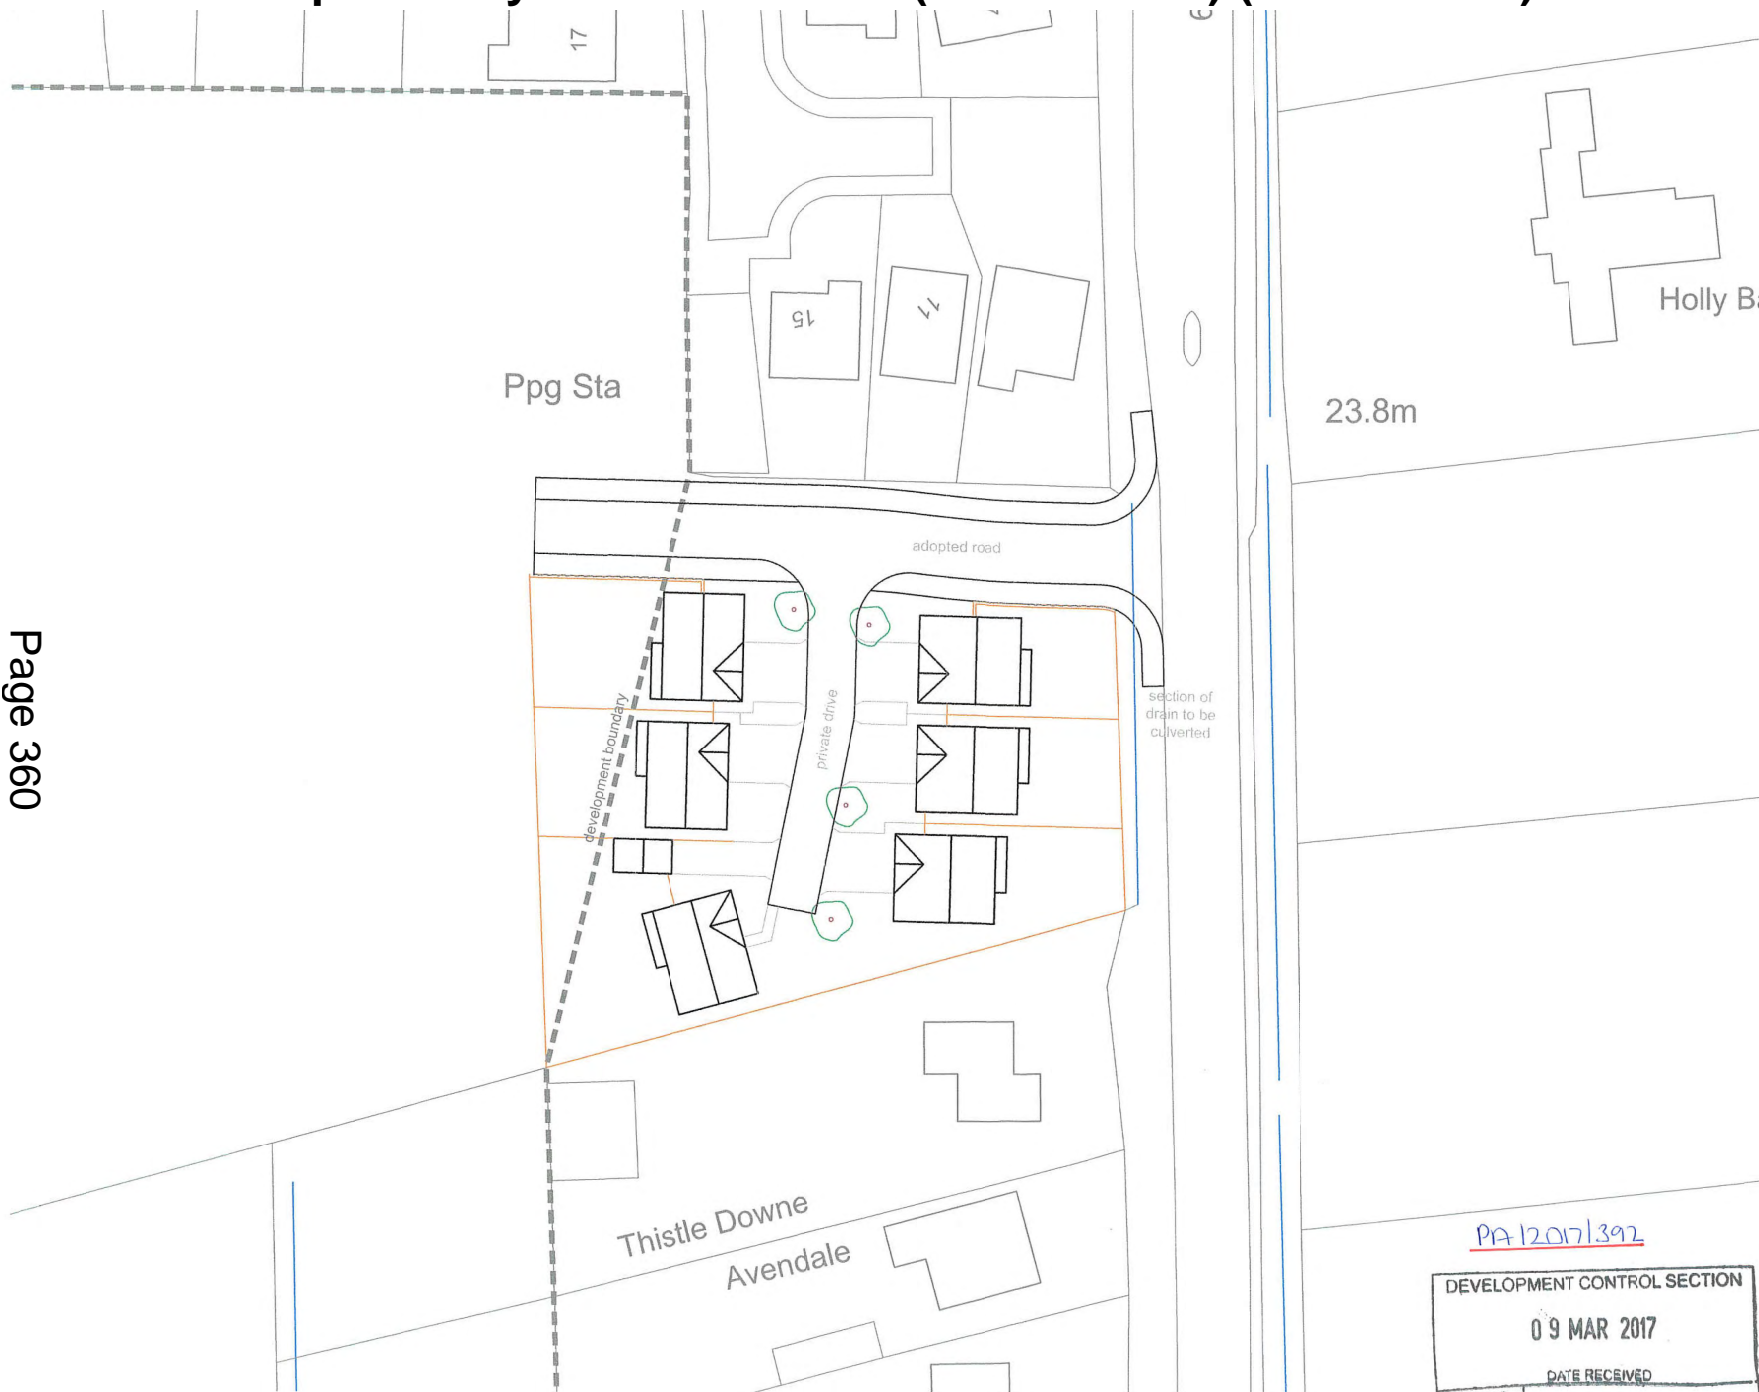 17
15
11
Ppg Sta
Holly Ba
23.8m
adopted road
private drive
development boundary
section of
drain to be
culverted
Page 360
Thistle Downe
Avendale
PA/2017/392
DEVELOPMENT CONTROL SECTION
09 MAR 2017
DATE RECEIVED